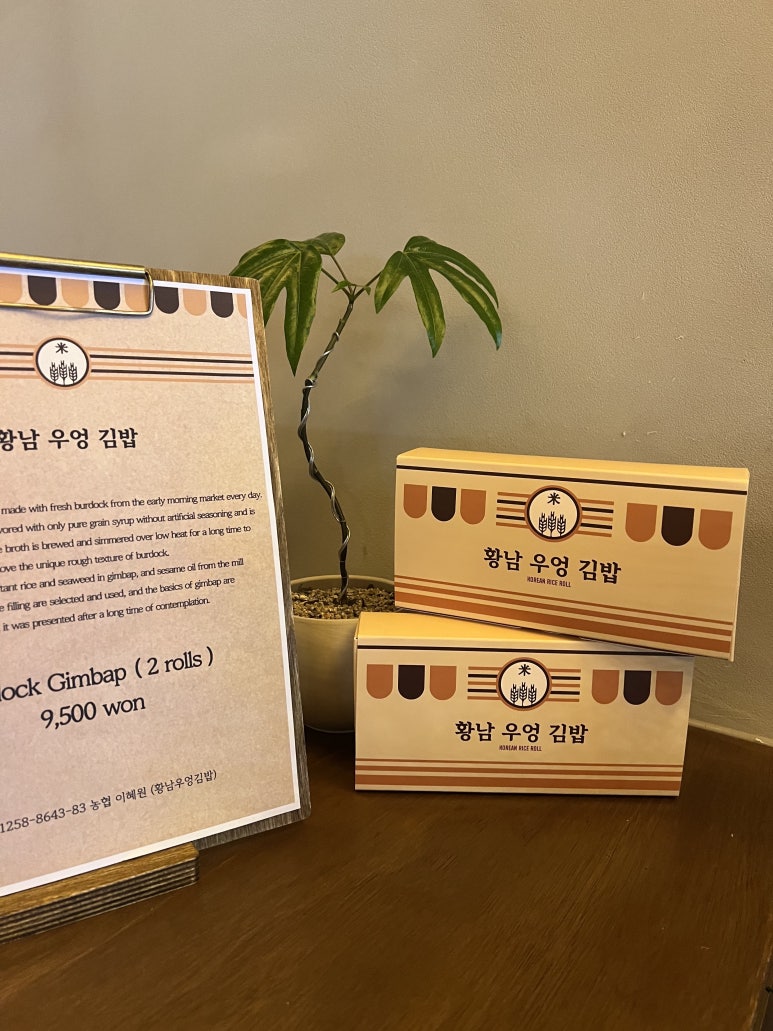 米
황남 우엉 김밥
made with fresh burdock from the early morning market every day.
with only pure grain syrup without artificial seasoning and is
broth is brewed and simmered over low heat for a long time to
the unique rough texture of burdock.
rice and seaweed in gimbap, and sesame oil from the mill
filling are selected and used, and the basics of gimbap are
it was presented after a long time of contemplation.
Gimbap ( 2 rolls )
9,500 won
1258-8643-83 농협 이혜원 (황남우엉김밥)
米
황남 우엉 김밥
KOREAN RICE ROLL
米
황남 우엉 김밥
KOREAN RICE ROLL